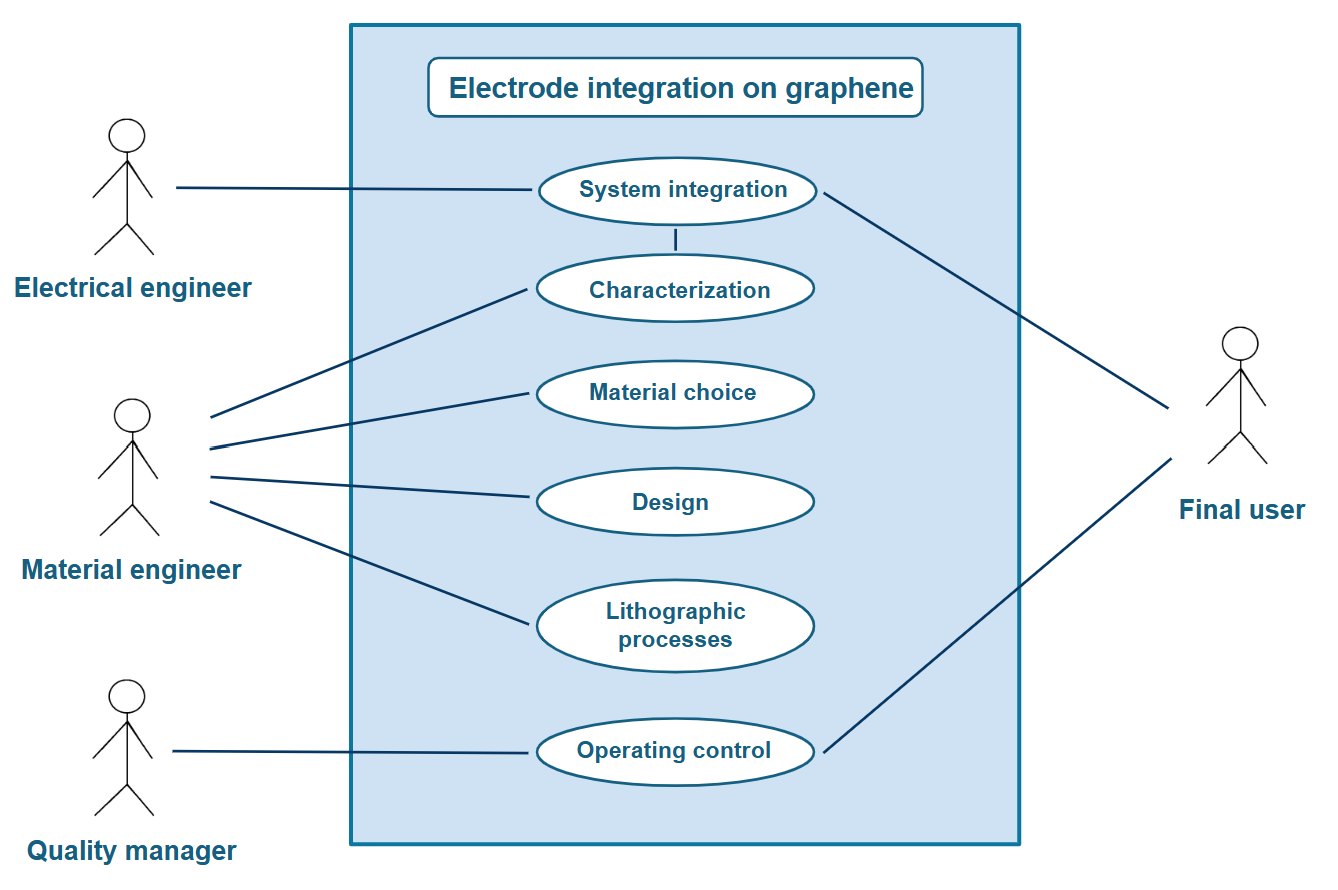 Electrode integration on graphene
System integration
Electrical engineer
Characterization
Material choice
Design
Material engineer
Final user
Lithographic
processes
Operating control
Quality manager